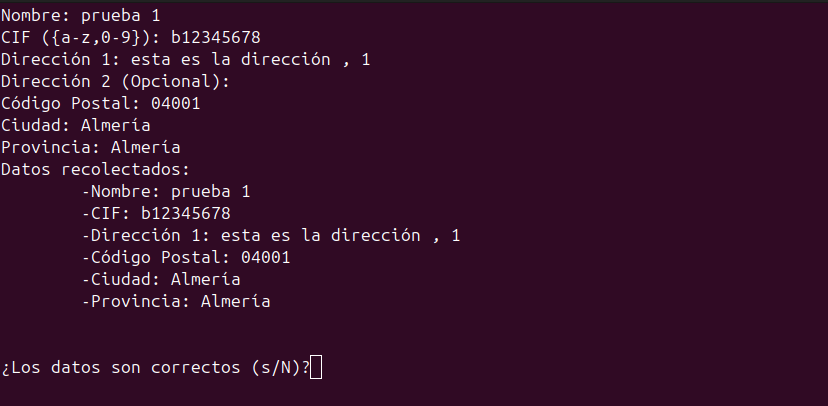 Nombre: prueba 1
CIF ({a-z,0-9}): b12345678
Dirección 1: esta es la dirección , 1
Dirección 2 (Opcional):
Código Postal: 04001
Ciudad: Almería
Provincia: Almería
Datos recolectados:
-Nombre: prueba 1
-CIF: b12345678
-Dirección 1: esta es la dirección , 1
-Código Postal: 04001
-Ciudad: Almería
-Provincia: Almería
¿Los datos son correctos (s/N)?